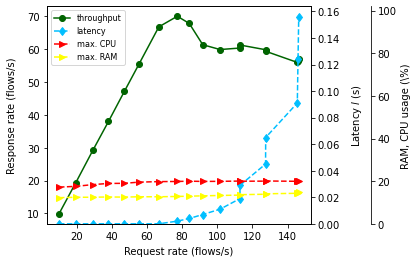 throughput
latency
max. CPU
max. RAM
Response rate (flows/s)
70
60
50
40
30
20
10
20 40 60 80 100 120 140
Request rate (flows/s)
0.16
0.14
0.12
0.10
0.08
0.06
0.04
0.02
0.00
Latency l (s)
100
80
60
40
20
0
RAM, CPU usage (\%)